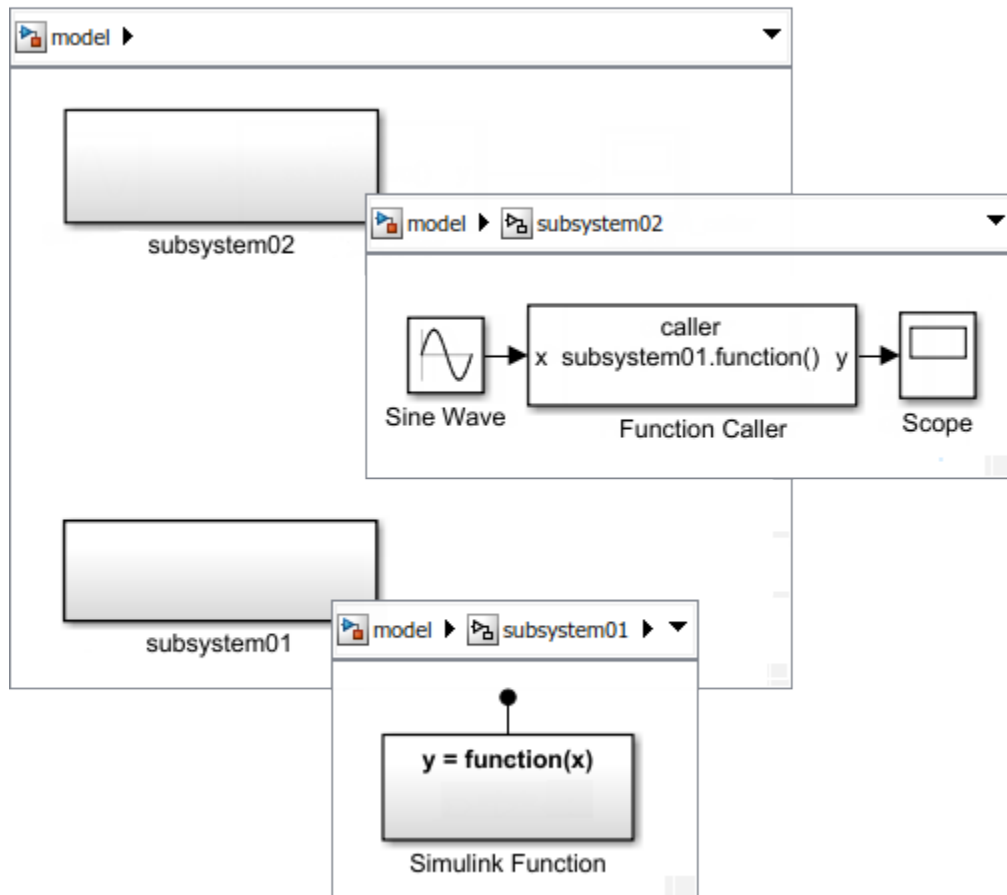 model
subsystem02
model subsystem02
caller
x subsystem01.function() y
Sine Wave
Function Caller
Scope
subsystem01
model subsystem01
y = function(x)
Simulink Function